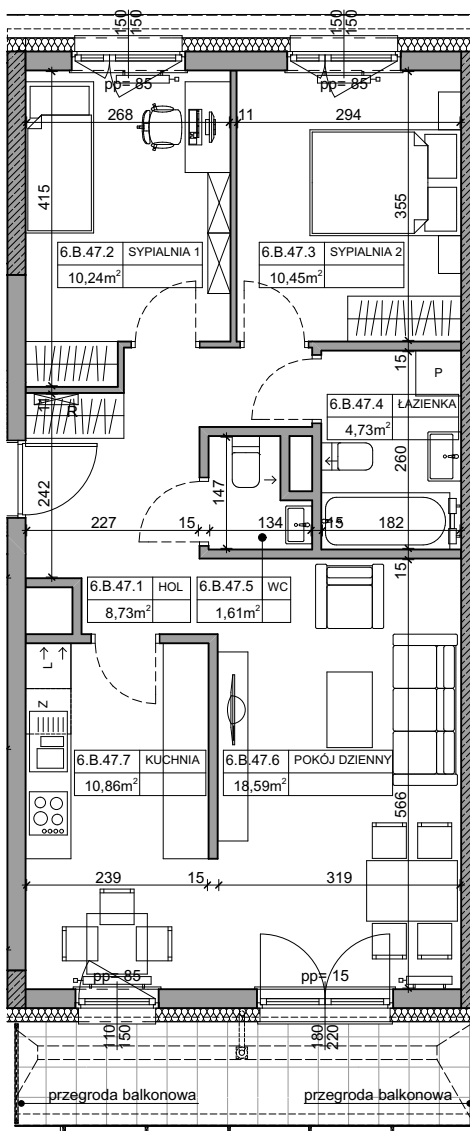 150
150
150
150
pp= 85
pp= 85
268
11
294
415
355
6.B.47.2 SYPIALNIA 1
10,24m²
6.B.47.3 SYPIALNIA 2
10,45m²
15
P
6.B.47.4 ŁAZIENKA
4,73m²
11
R
260
242
147
227
15
134
15
182
15
6.B.47.1 HOL
8,73m²
6.B.47.5 WC
1,61m²
L
Z
6.B.47.7 KUCHNIA
10,86m²
6.B.47.6 POKÓJ DZIENNY
18,59m²
566
239
15
319
pp= 85
pp= 15
110
150
180
220
przegroda balkonowa
przegroda balkonowa